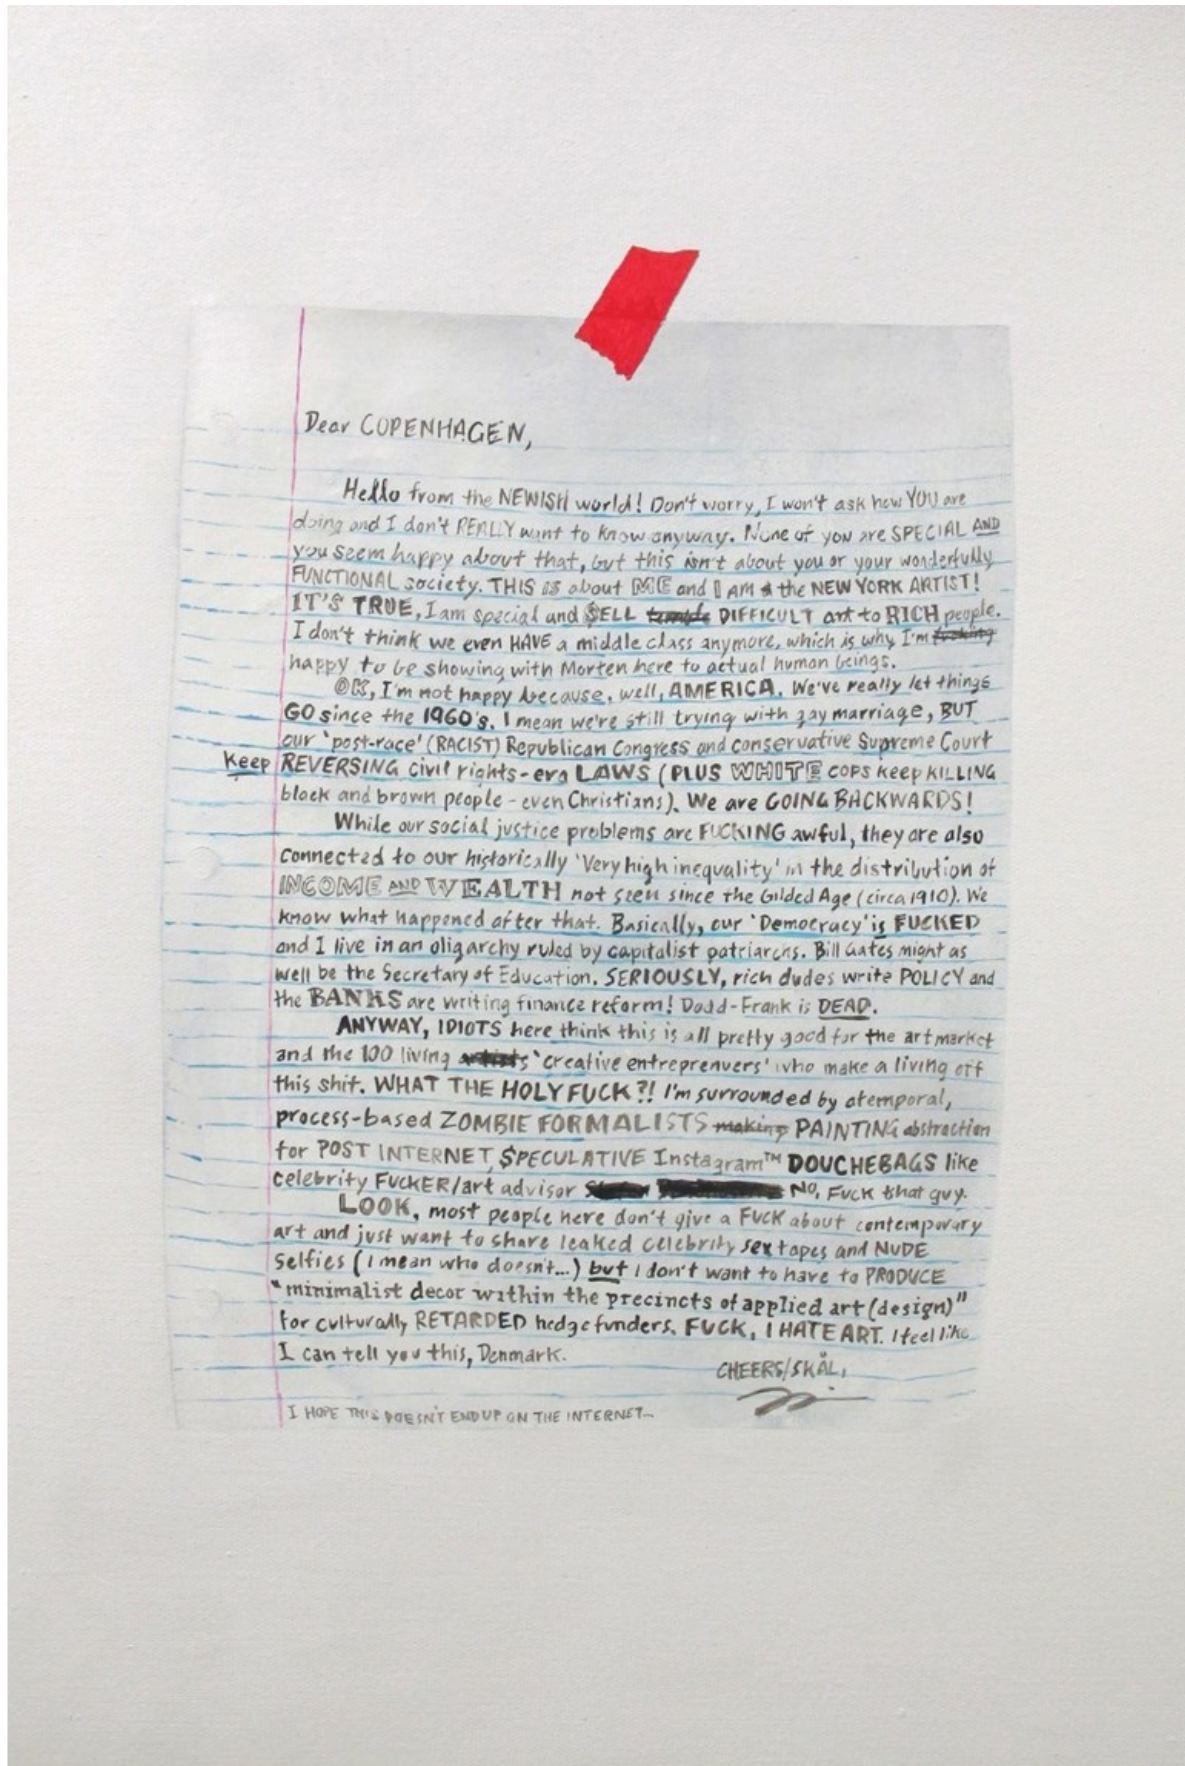 Dear COPENHAGEN,
Hello from the NEWISH world! Don't worry, I won't ask how YOU are
doing and I don't REALLY want to know anyway. None of you are SPECIAL AND
you seem happy about that, but this isn't about you or your wonderfully
FUNCTIONAL society. THIS IS about ME and I AM the NEW YORK ARTIST!
IT'S TRUE, I am special and $ELL DIFFICULT art to RICH people.
I don't think we even HAVE a middle class anymore, which is why I'm fucking
happy to be showing with Morten here to actual human beings.
OK, I'm not happy because, well, AMERICA. We've really let things
GO since the 1960's. I mean we're still trying with gay marriage, BUT
our 'post-race' (RACIST) Republican Congress and conservative Supreme Court
Keep REVERSING civil rights-era LAWS (PLUS WHITE COPS keep KILLING
black and brown people - even Christians). We are GOING BACKWARDS!
While our social justice problems are FUCKING awful, they are also
connected to our historically 'Very high inequality' in the distribution of
INCOME AND WEALTH not seen since the Gilded Age (circa 1910). We
know what happened after that. Basically, our 'Democracy' is FUCKED
and I live in an oligarchy ruled by capitalist patriarchs. Bill Gates might as
well be the Secretary of Education. SERIOUSLY, rich dudes write POLICY and
the BANKS are writing finance reform! Dodd-Frank is DEAD.
ANYWAY, IDIOTS here think this is all pretty good for the art market
and the 100 living artists 'creative entreprenuers' who make a living off
this shit. WHAT THE HOLY FUCK?! I'm surrounded by atemporal,
process-based ZOMBIE FORMALISTS making PAINTING abstraction
for POST INTERNET, $PECULATIVE Instagram™ DOUCHEBAGS like
celebrity FUCKER/art advisor NO, FUCK that guy.
LOOK, most people here don't give a FUCK about contemporary
art and just want to share leaked celebrity sex tapes and NUDE
selfies (I mean who doesn't...) but I don't want to have to PRODUCE
"minimalist decor within the precincts of applied art (design)"
for culturally RETARDED hedge funders. FUCK, I HATE ART. I feel like
I can tell you this, Denmark.
CHEERS/SKÅL,
I HOPE THIS DOESN'T END UP ON THE INTERNET...